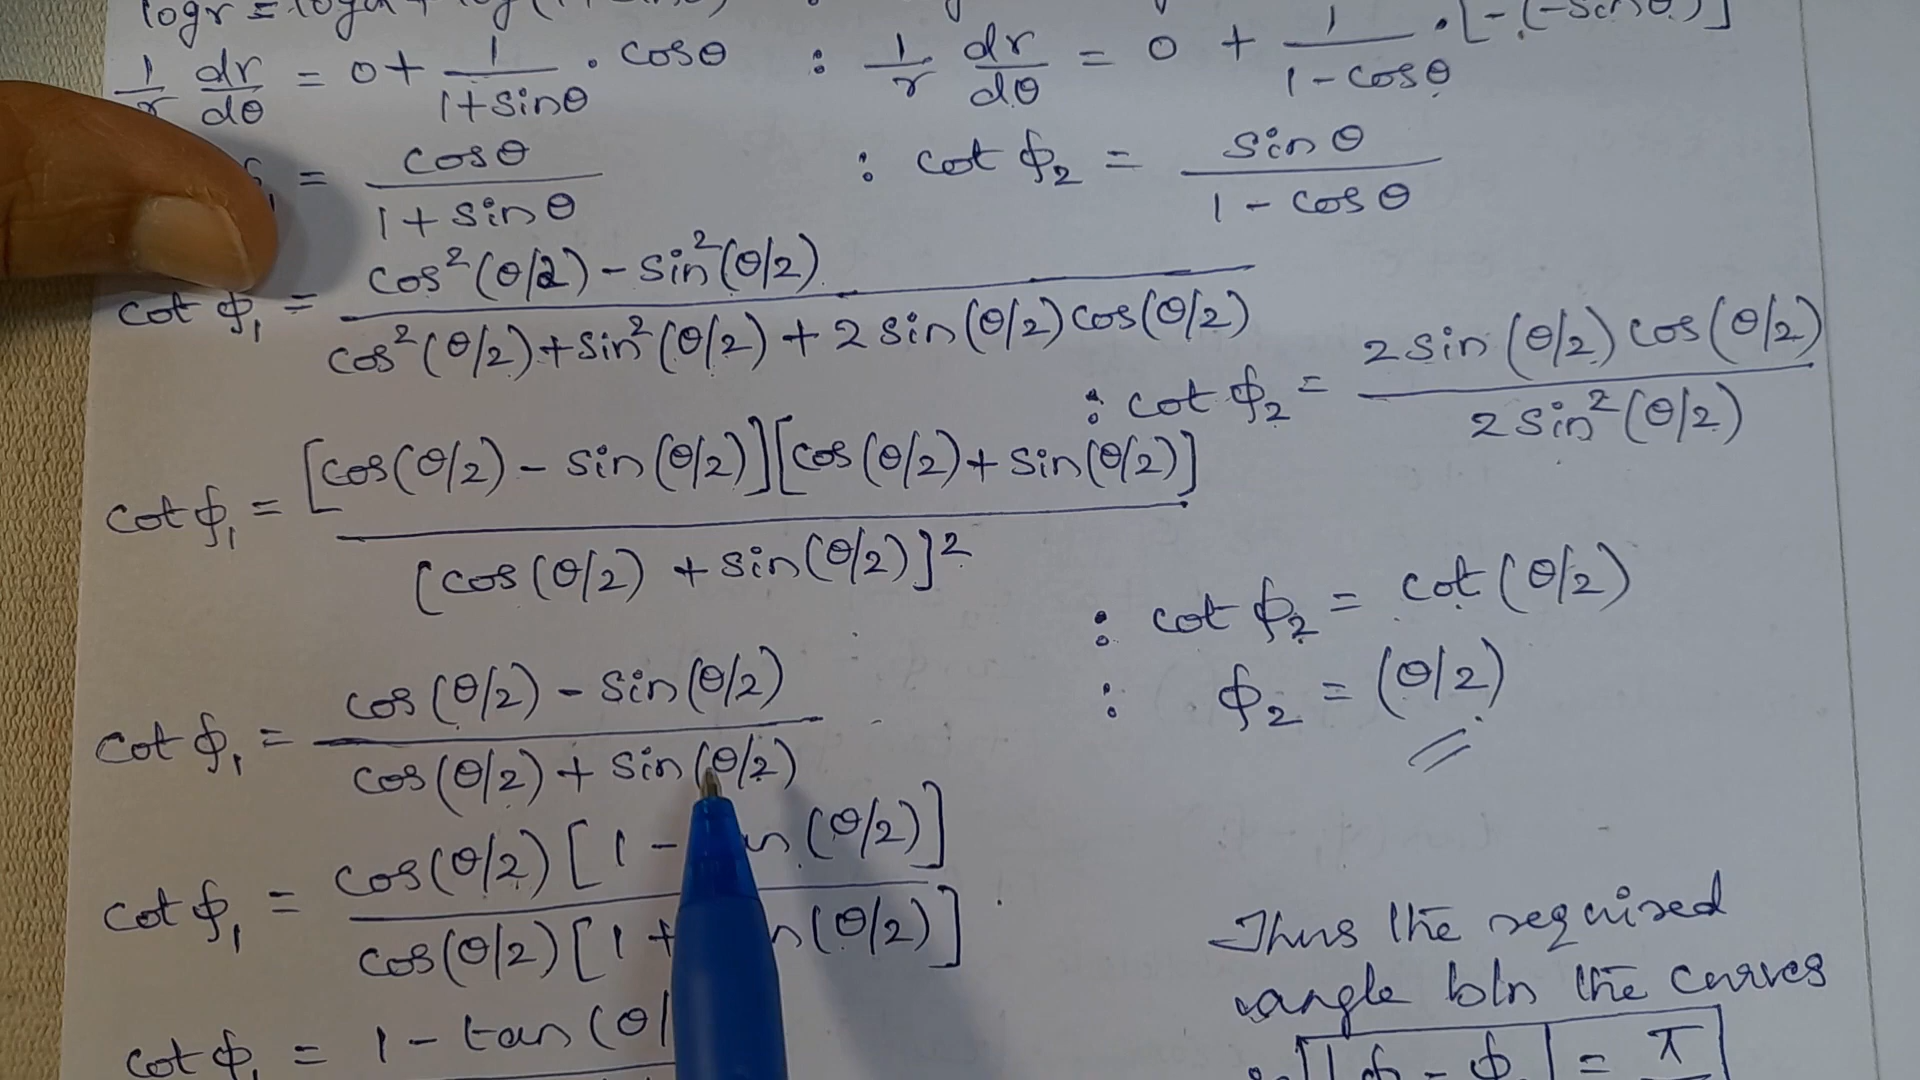 log r = log a +
1/r dr/dθ = 0 + 1/(1+sinθ) · cosθ : 1/r dr/dθ = 0 + 1/(1-cosθ) · [-(-sinθ)]
= cosθ/(1+sinθ) : cot ϕ₂ = sinθ/(1-cosθ)
cot ϕ₁ = (cos²(θ/2) - sin²(θ/2))/(cos²(θ/2) + sin²(θ/2) + 2 sin(θ/2) cos(θ/2))
: cot ϕ₂ = (2 sin(θ/2) cos(θ/2))/(2 sin²(θ/2))
cot ϕ₁ = [cos(θ/2) - sin(θ/2)][cos(θ/2) + sin(θ/2)]/[cos(θ/2) + sin(θ/2)]²
: cot ϕ₂ = cot(θ/2)
cot ϕ₁ = (cos(θ/2) - sin(θ/2))/(cos(θ/2) + sin(θ/2))
: ϕ₂ = (θ/2)
cot ϕ₁ = cos(θ/2)[1 - n(θ/2)]/cos(θ/2)[1 + n(θ/2)]
cot ϕ₁ = 1 - tan(θ/
Thus the required
angle b/n the curves
|ϕ₁ - ϕ | = π